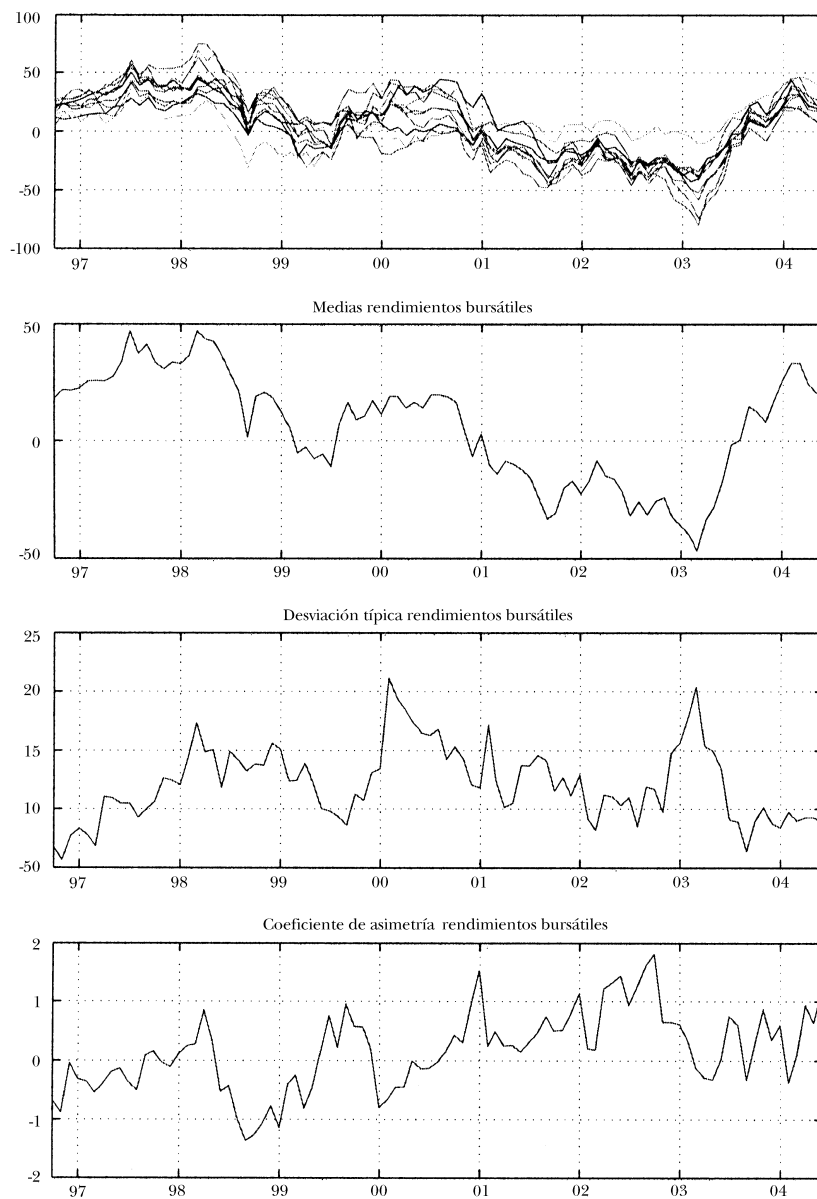 100
50
0
-50
-100
97 98 99 00 01 02 03 04
Medias rendimientos bursátiles
50
0
-50
97 98 99 00 01 02 03 04
Desviación típica rendimientos bursátiles
25
20
15
10
-50
97 98 99 00 01 02 03 04
Coeficiente de asimetría rendimientos bursátiles
2
1
0
-1
-2
97 98 99 00 01 02 03 04